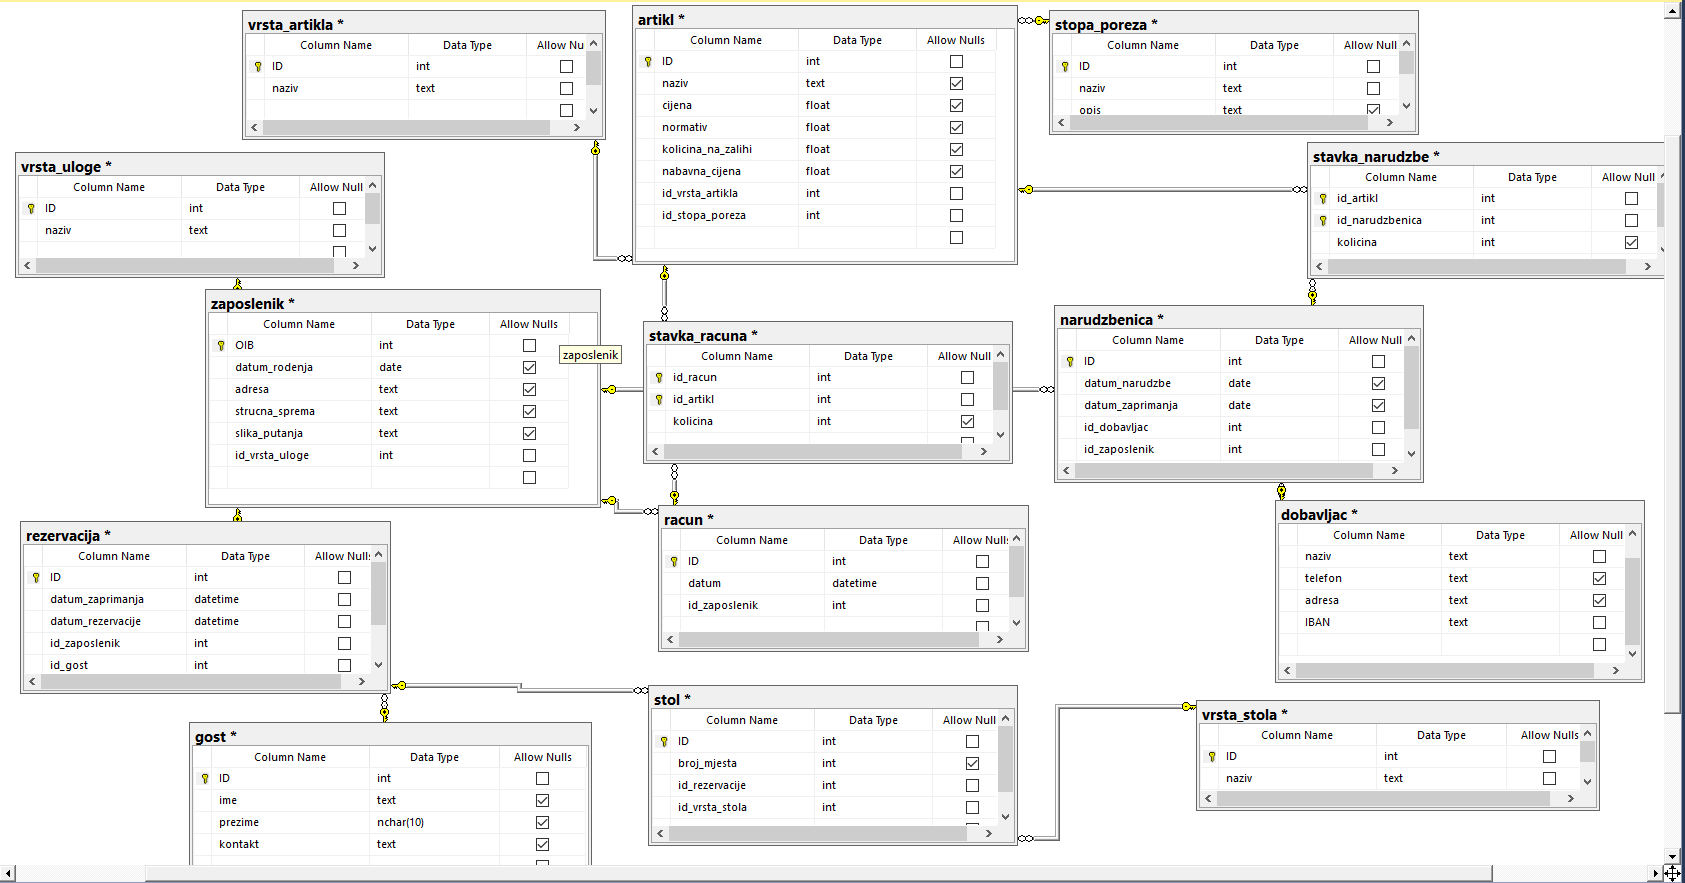 vrsta_artikla *
Column Name Data Type Allow Nu
ID int
naziv text
artikl *
Column Name Data Type Allow Nulls
ID int
naziv text
cijena float
normativ float
kolicina_na_zalihi float
nabavna_cijena float
id_vrsta_artikla int
id_stopa_poreza int
stopa_poreza *
Column Name Data Type Allow Null
ID int
naziv text
opis text
stavka_narudzbe *
Column Name Data Type Allow Null
id_artikl int
id_narudzbenica int
kolicina int
vrsta_uloge *
Column Name Data Type Allow Null
ID int
naziv text
zaposlenik *
Column Name Data Type Allow Nulls
OIB int
datum_rodenja date
adresa text
strucna_sprema text
slika_putanja text
id_vrsta_uloge int
zaposlenik
stavka_racuna *
Column Name Data Type Allow Null
id_racun int
id_artikl int
kolicina int
narudzbenica *
Column Name Data Type Allow Null
ID int
datum_narudzbe date
datum_zaprimanja date
id_dobavljac int
id_zaposlenik int
rezervacija *
Column Name Data Type Allow Nulls
ID int
datum_zaprimanja datetime
datum_rezervacije datetime
id_zaposlenik int
id_gost int
racun *
Column Name Data Type Allow Nulls
ID int
datum datetime
id_zaposlenik int
dobavljac *
Column Name Data Type Allow Null
naziv text
telefon text
adresa text
IBAN text
gost *
Column Name Data Type Allow Nulls
ID int
ime text
prezime nchar(10)
kontakt text
stol *
Column Name Data Type Allow Null
ID int
broj_mjesta int
id_rezervacije int
id_vrsta_stola int
vrsta_stola *
Column Name Data Type Allow Nulls
ID int
naziv text